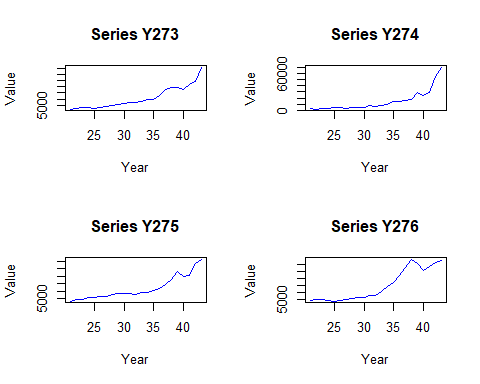 Series Y273
Value
5000
25 30 35 40
Year
Series Y274
Value
0 60000
25 30 35 40
Year
Series Y275
Value
5000
25 30 35 40
Year
Series Y276
Value
5000
25 30 35 40
Year